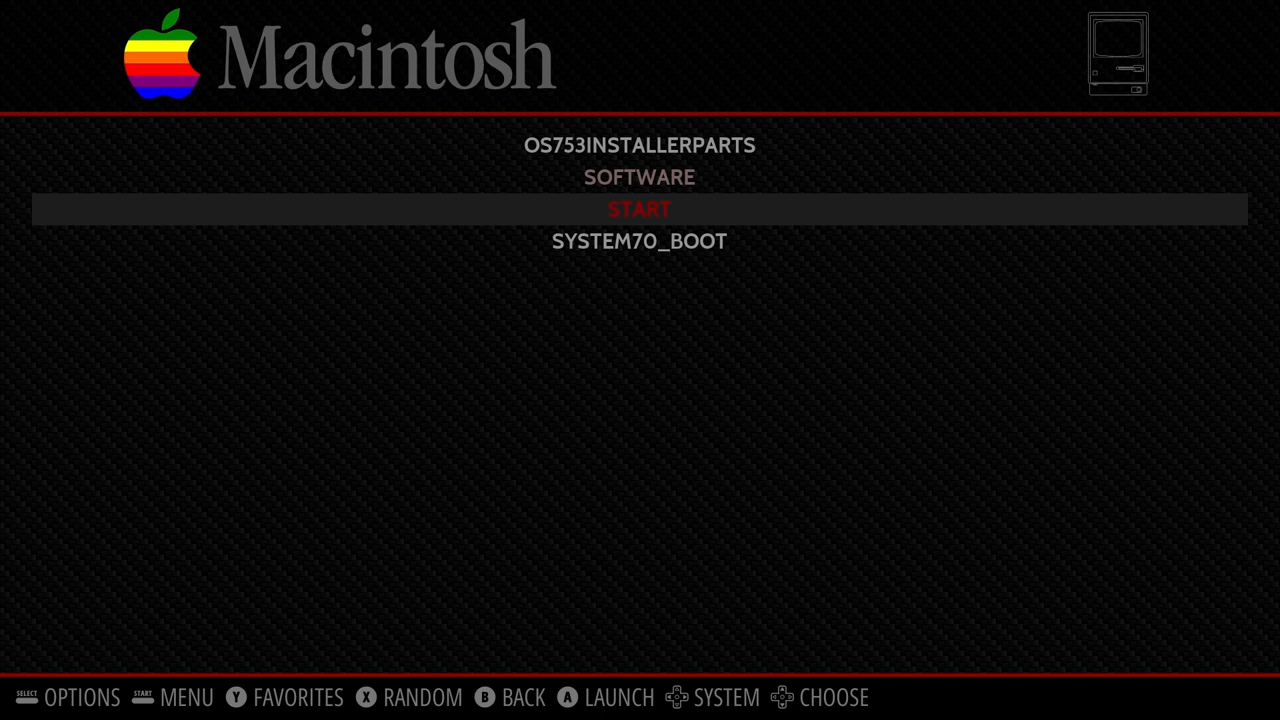 Macintosh
OS753INSTALLERPARTS
SOFTWARE
START
SYSTEM70_BOOT
SELECT OPTIONS START MENU Y FAVORITES X RANDOM B BACK A LAUNCH SYSTEM CHOOSE